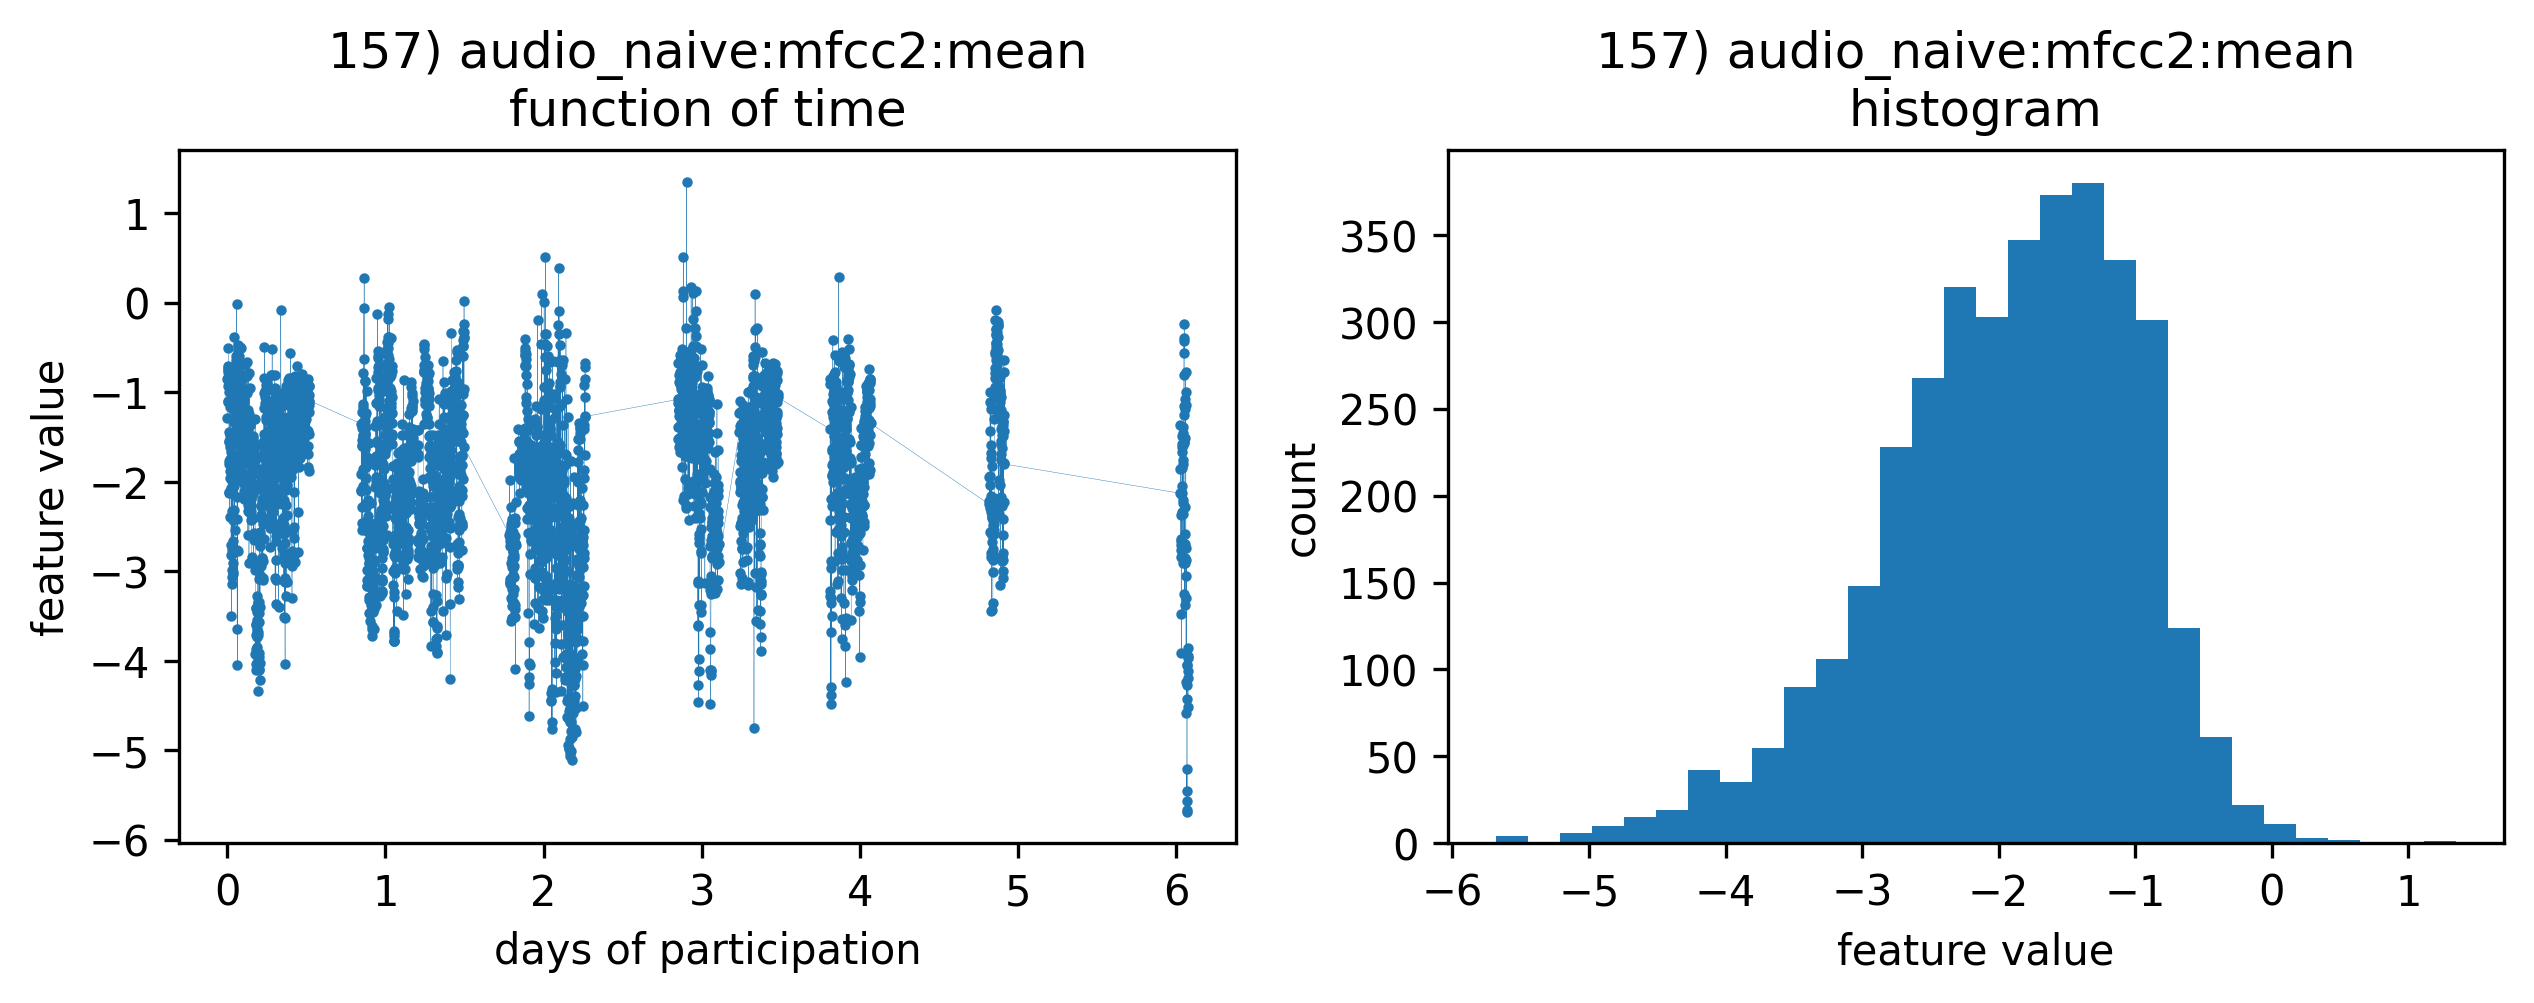 157) audio_naive:mfcc2:mean
function of time
1
0
−1
−2
−3
−4
−5
−6
feature value
0 1 2 3 4 5 6
days of participation
157) audio_naive:mfcc2:mean
histogram
350
300
250
200
150
100
50
0
count
−6 −5 −4 −3 −2 −1 0 1
feature value